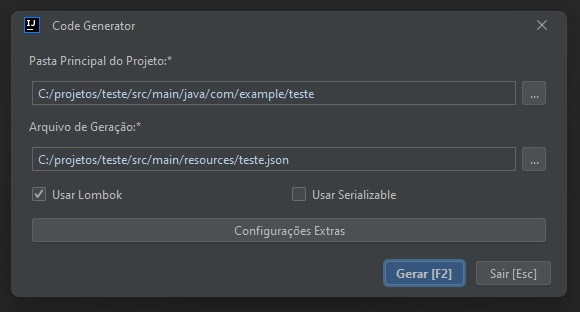 IJ
Code Generator
Pasta Principal do Projeto:*
C:/projetos/teste/src/main/java/com/example/teste
...
Arquivo de Geração:*
C:/projetos/teste/src/main/resources/teste.json
...
Usar Lombok
Usar Serializable
Configurações Extras
Gerar [F2]
Sair [Esc]